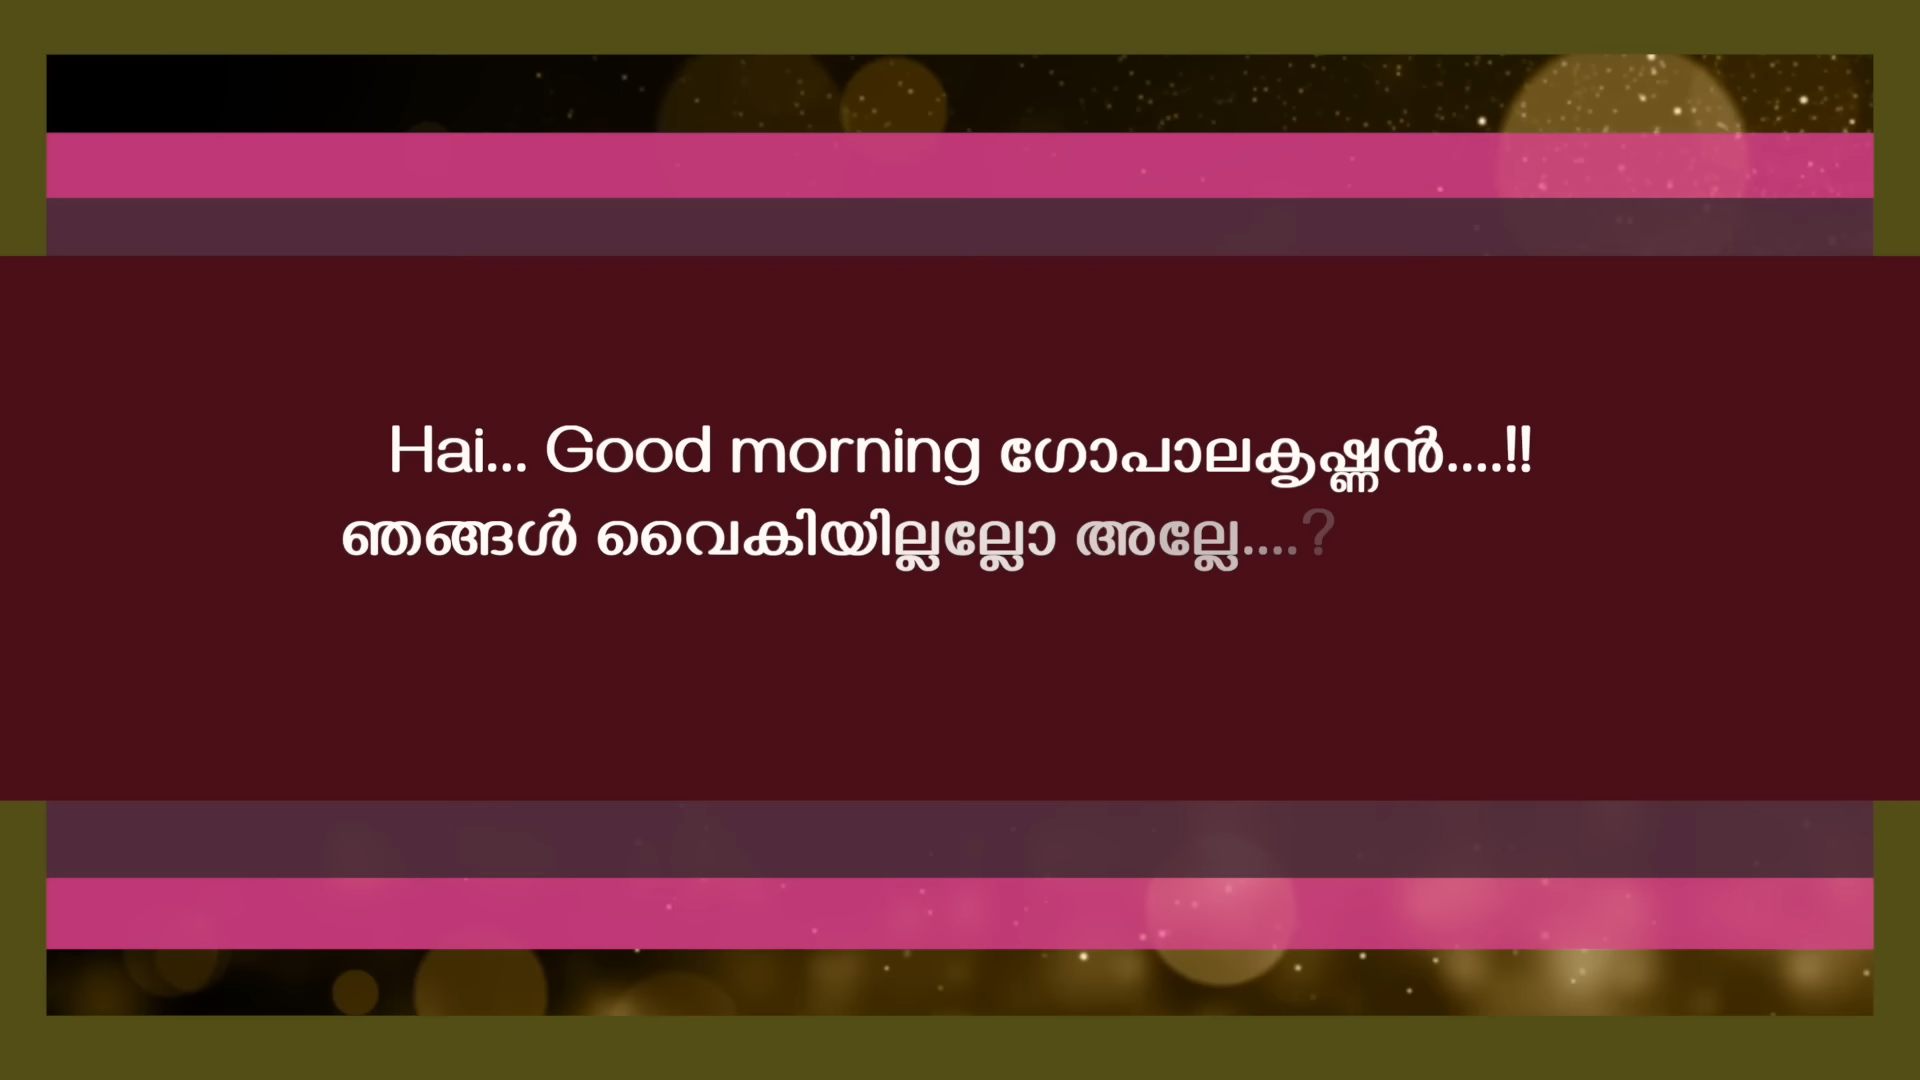 Hai... Good morning ഗോപാലകൃഷ്ണൻ....!!
ഞങ്ങൾ വൈകിയില്ലല്ലോ അല്ലേ....?